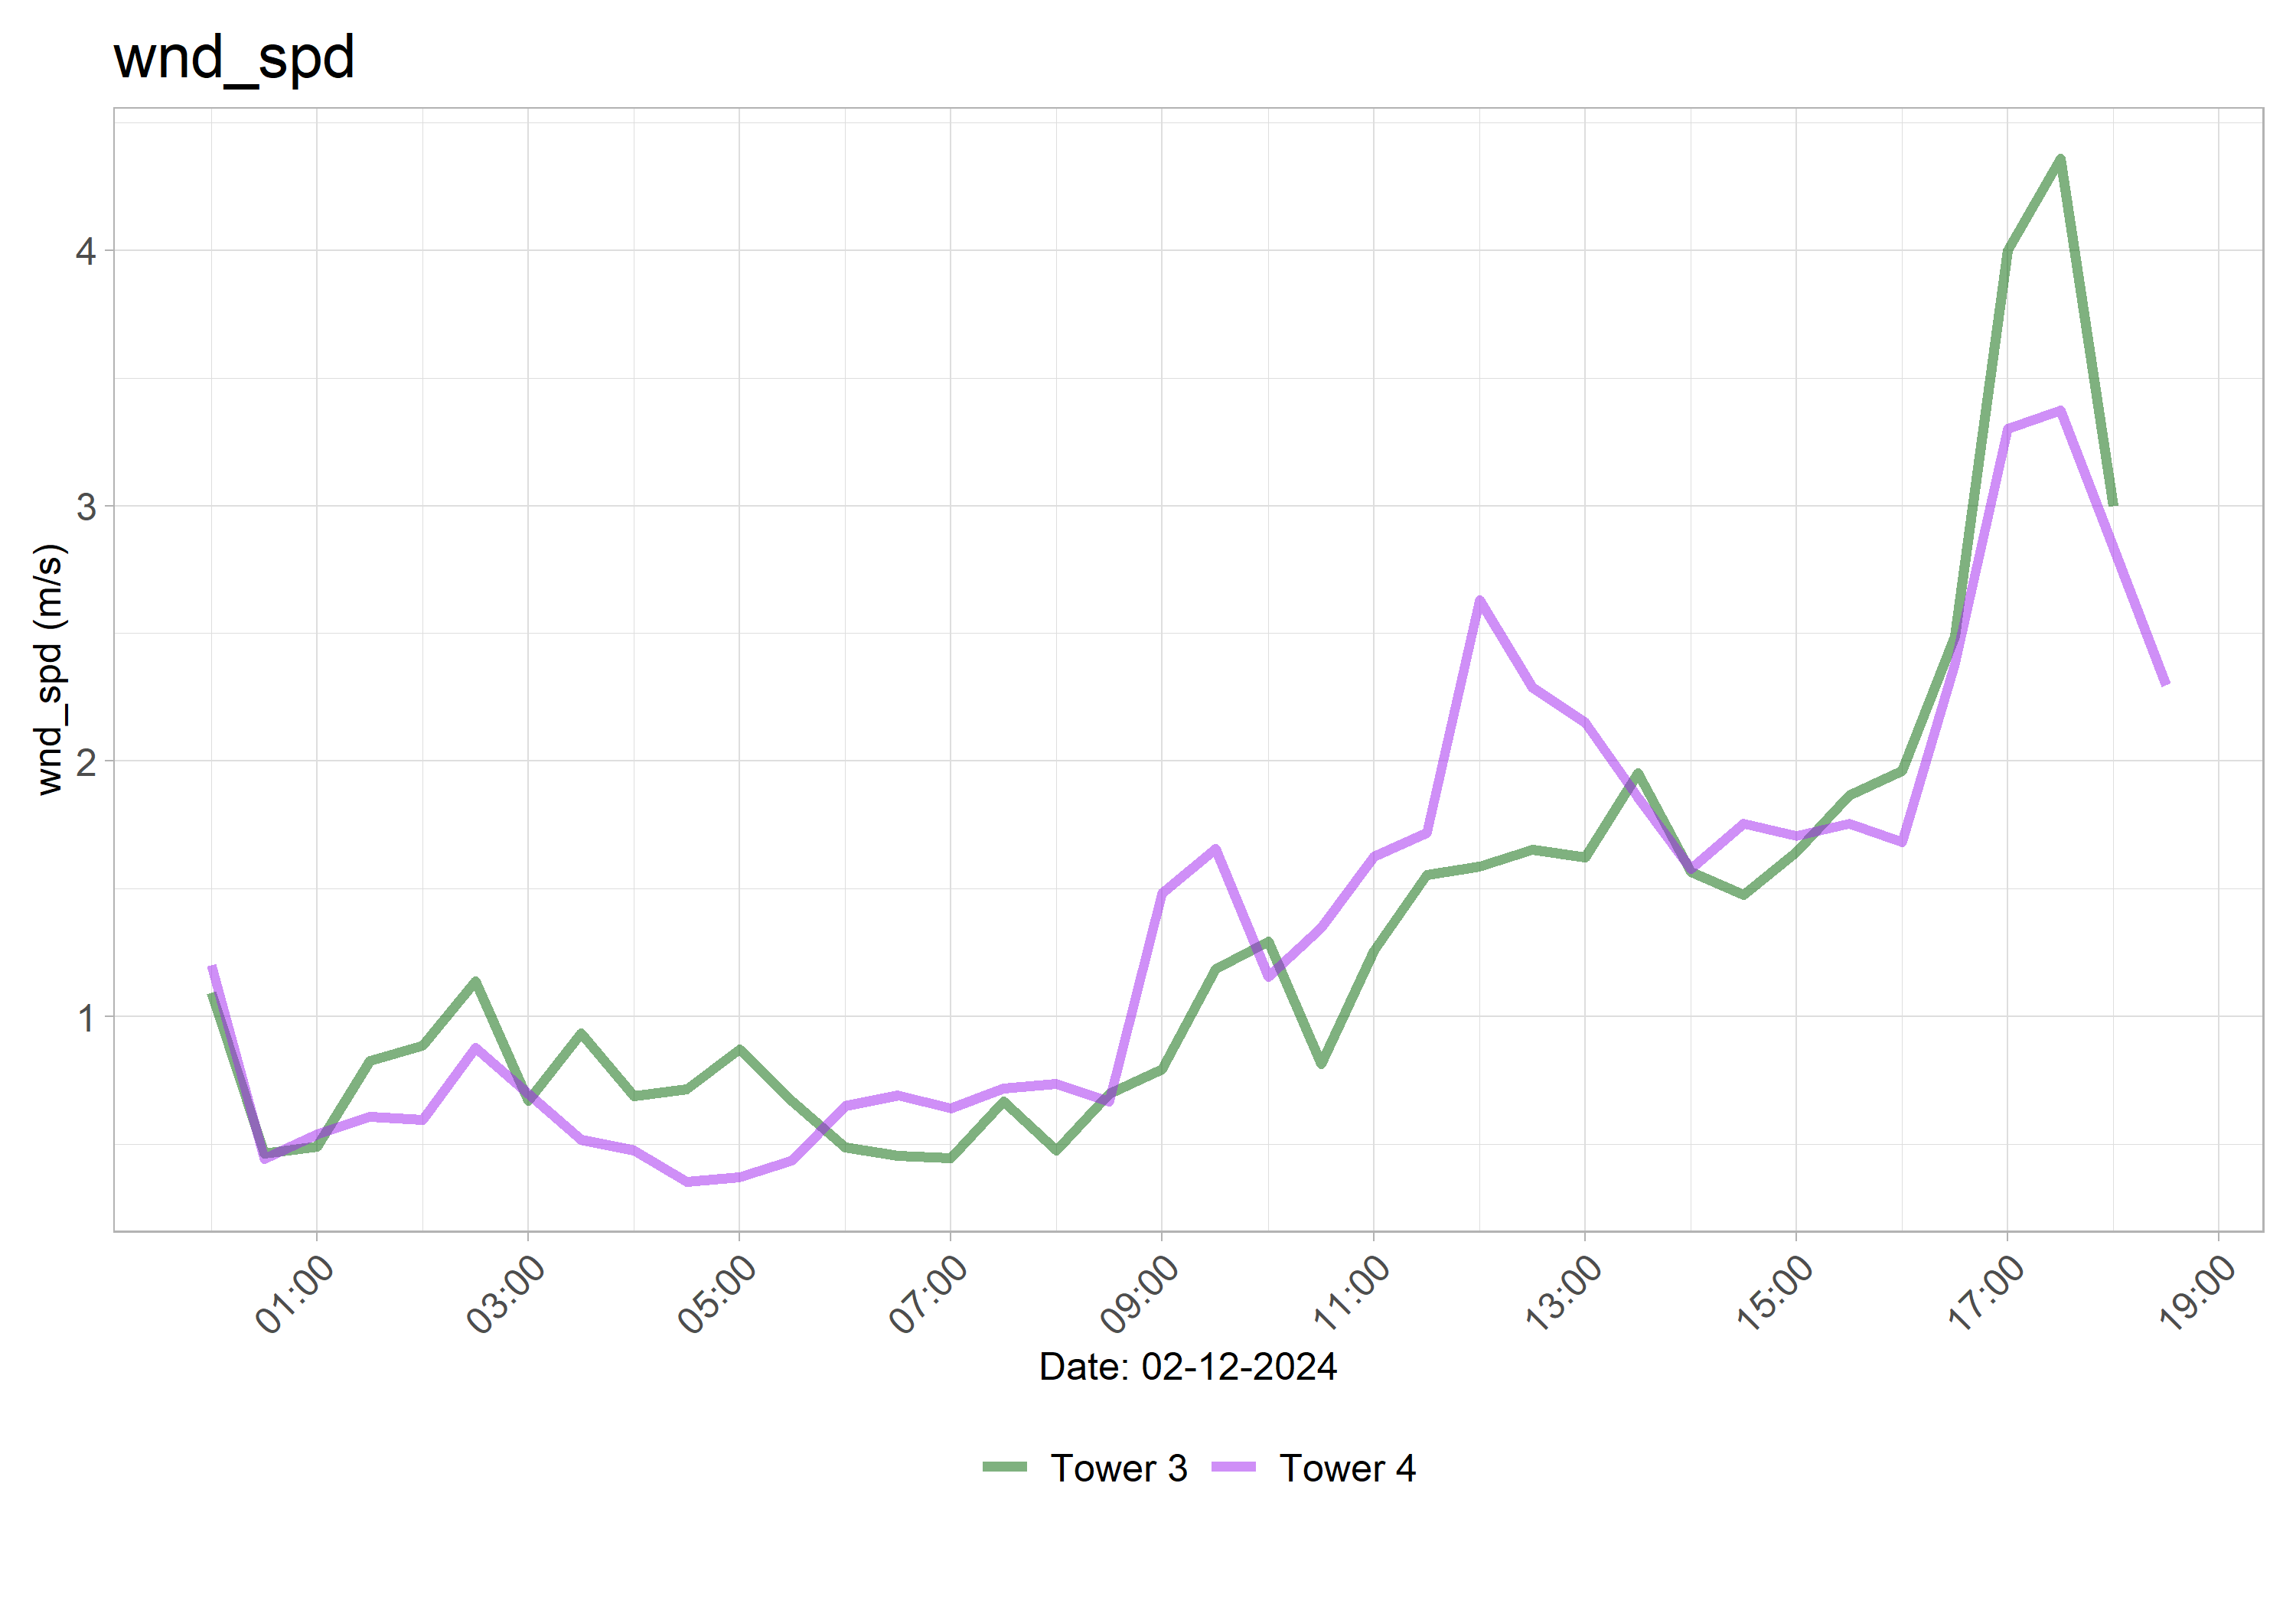 wnd_spd
wnd_spd (m/s)
4
3
2
1
01:00 03:00 05:00 07:00 09:00 11:00 13:00 15:00 17:00 19:00
Date: 02-12-2024
Tower 3 Tower 4